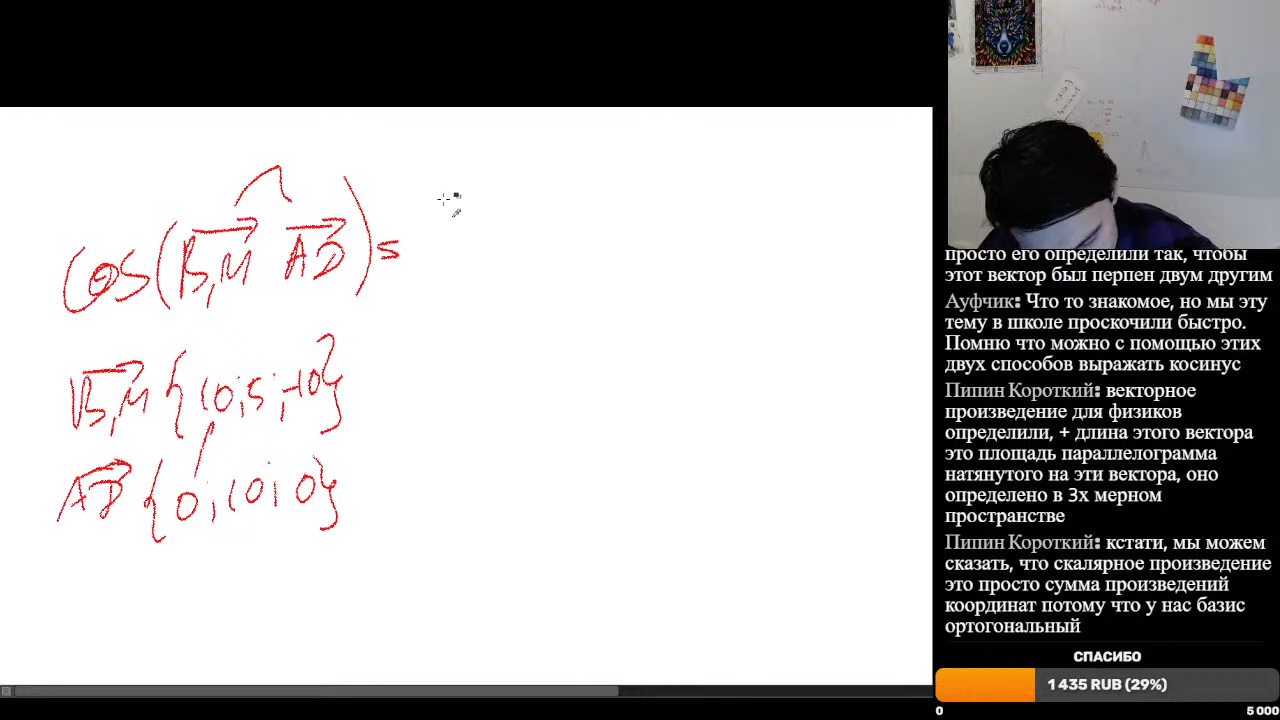 cos(B₁M AD)=
B₁M {10;5;-10}
AD {0;10;0}
просто его определили так, чтобы
этот вектор был перпен двум другим
Ауфчик: Что то знакомое, но мы эту
тему в школе проскочили быстро.
Помню что можно с помощью этих
двух способов выражать косинус
Пипин Короткий: векторное
произведение для физиков
определили, + длина этого вектора
это площадь параллелограмма
натянутого на эти вектора, оно
определено в 3х мерном
пространстве
Пипин Короткий: кстати, мы можем
сказать, что скалярное произведение
это просто сумма произведений
координат потому что у нас базис
ортогональный
СПАСИБО
1 435 RUB (29%)
0 5 000